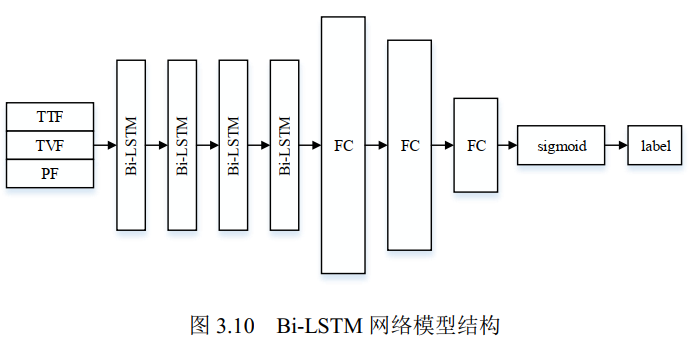 TTF
TVF
PF
Bi-LSTM
Bi-LSTM
Bi-LSTM
Bi-LSTM
FC
FC
FC
sigmoid
label
图 3.10 Bi-LSTM 网络模型结构